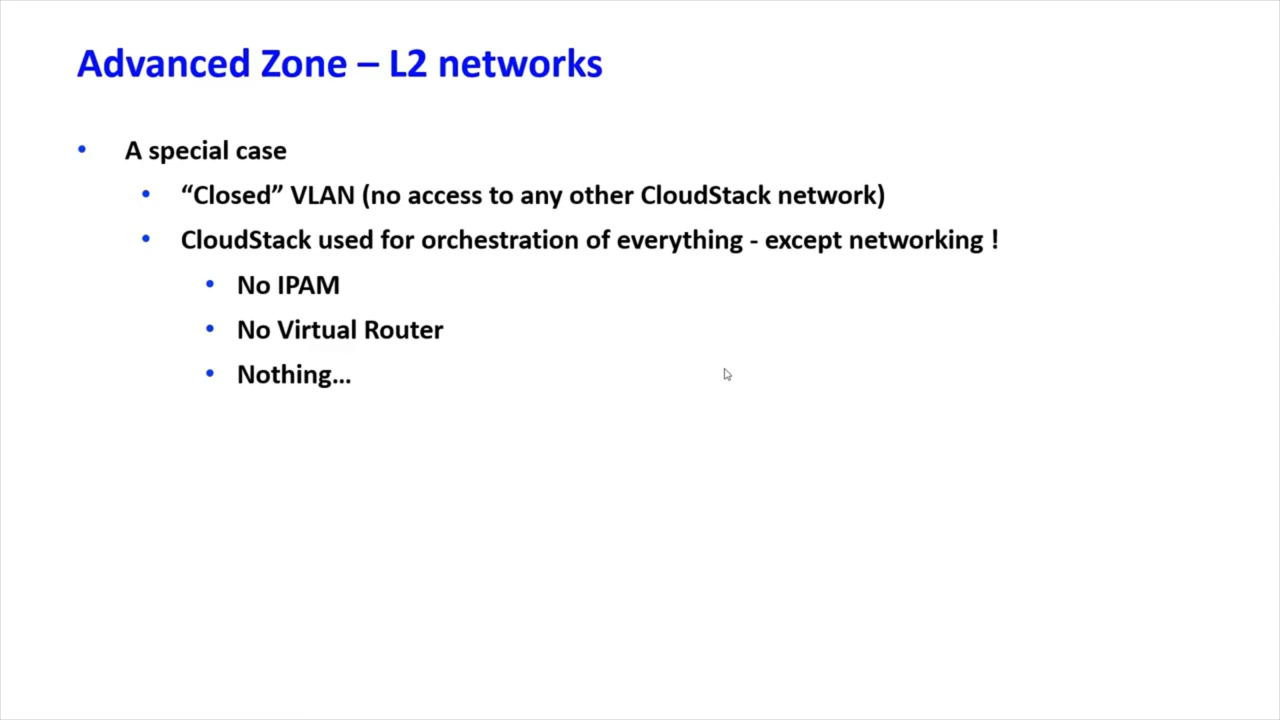 Advanced Zone – L2 networks
• A special case
• “Closed” VLAN (no access to any other CloudStack network)
• CloudStack used for orchestration of everything - except networking !
• No IPAM
• No Virtual Router
• Nothing...